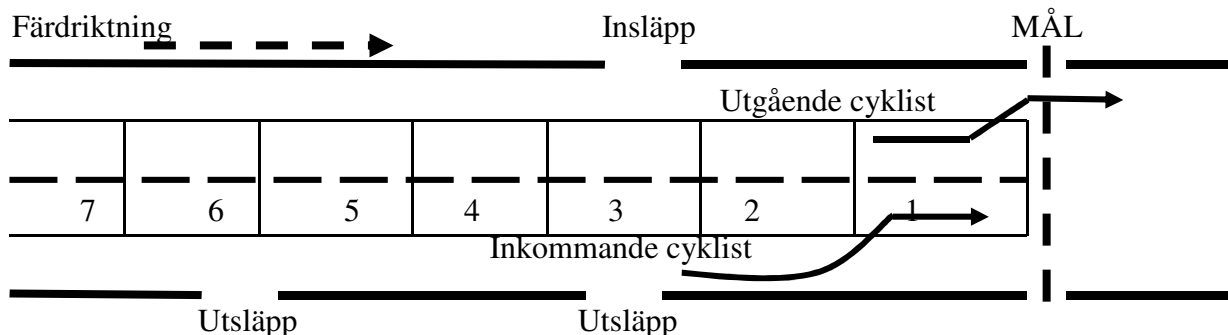 Färdriktning Insläpp MÅL
Utgående cyklist
7 6 5 4 3 2 1
Inkommande cyklist
Utsläpp Utsläpp